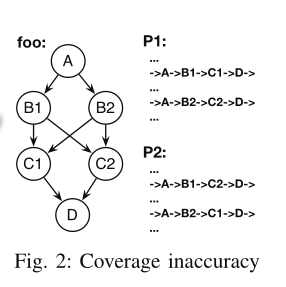 foo:
A
B1
B2
C1
C2
D
P1:
...
->A->B1->C1->D->
...
->A->B2->C2->D->
...
P2:
...
->A->B1->C2->D->
...
->A->B2->C1->D->
...
Fig. 2: Coverage inaccuracy